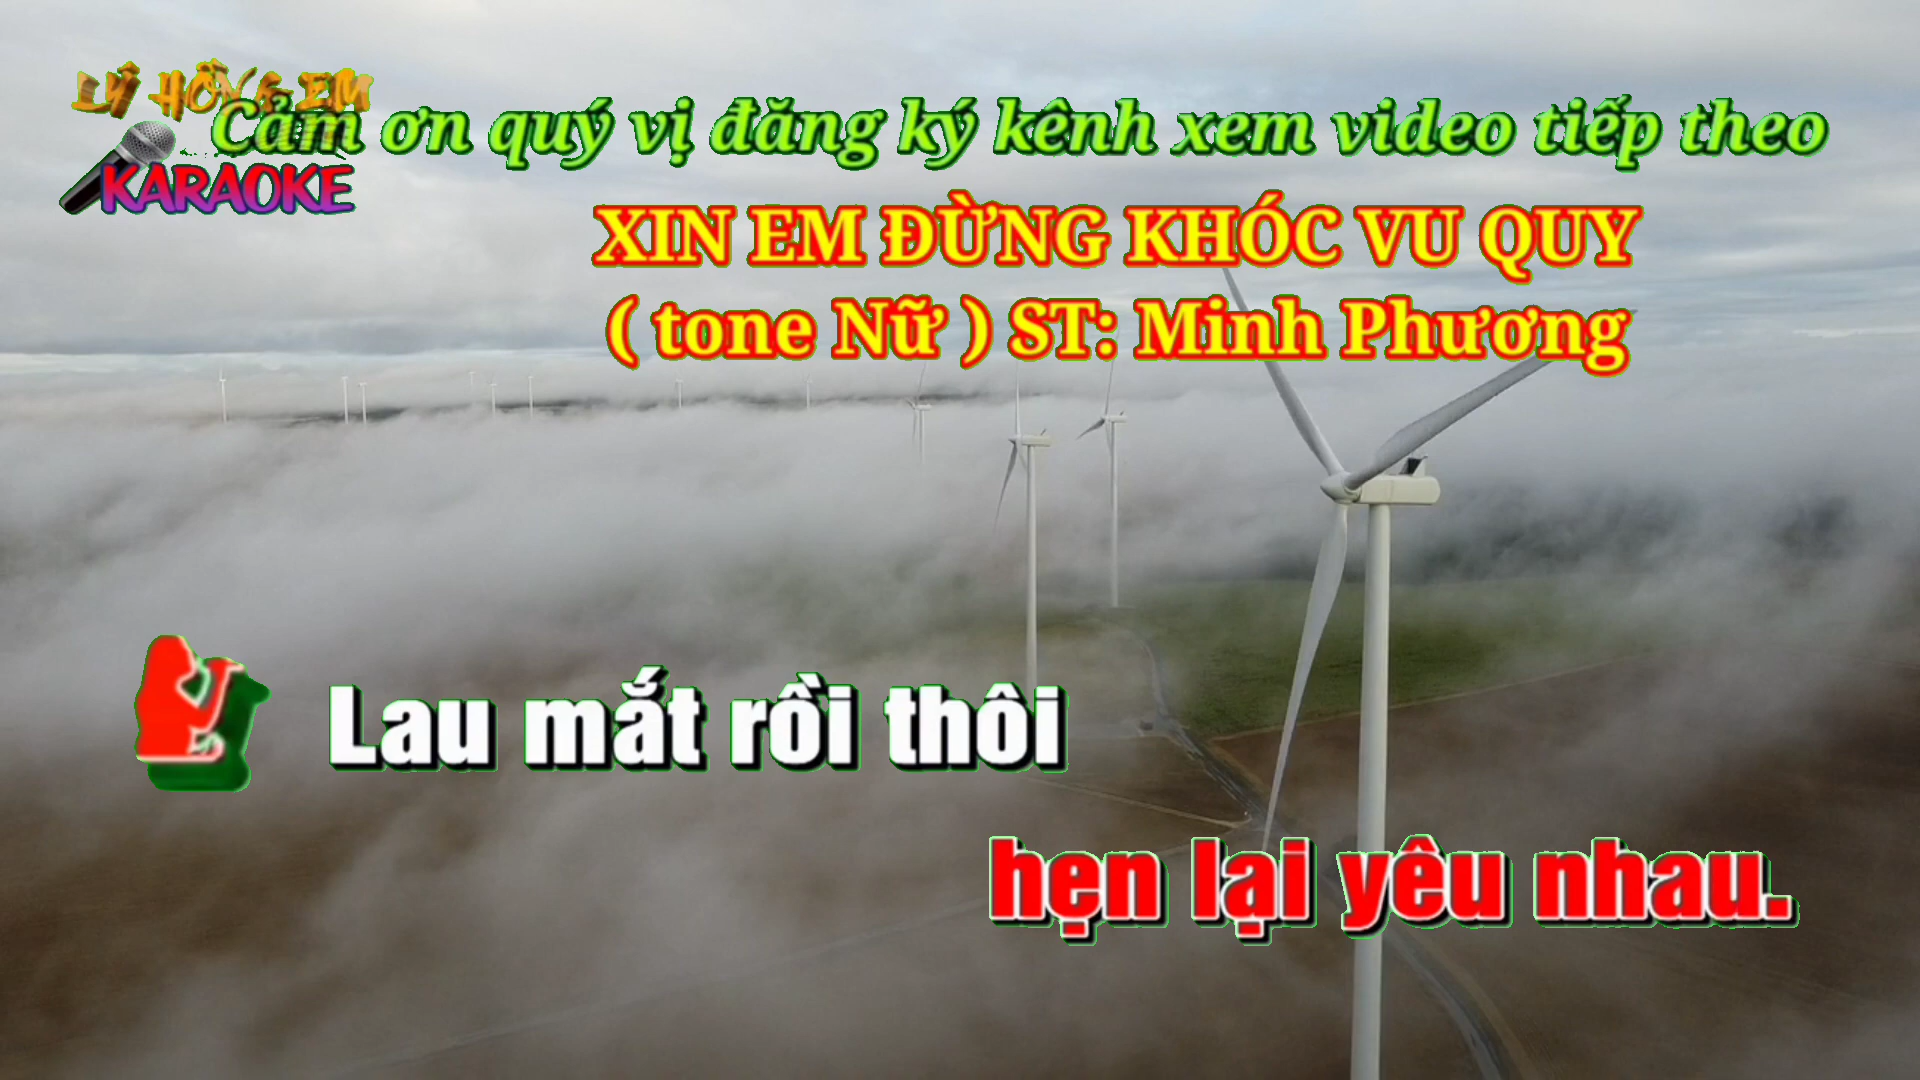 LÝ HỒNG EM
KARAOKE
Cảm ơn quý vị đăng ký kênh xem video tiếp theo
XIN EM ĐỪNG KHÓC VU QUY
( tone Nữ ) ST: Minh Phương
Lau mắt rồi thôi
hẹn lại yêu nhau.